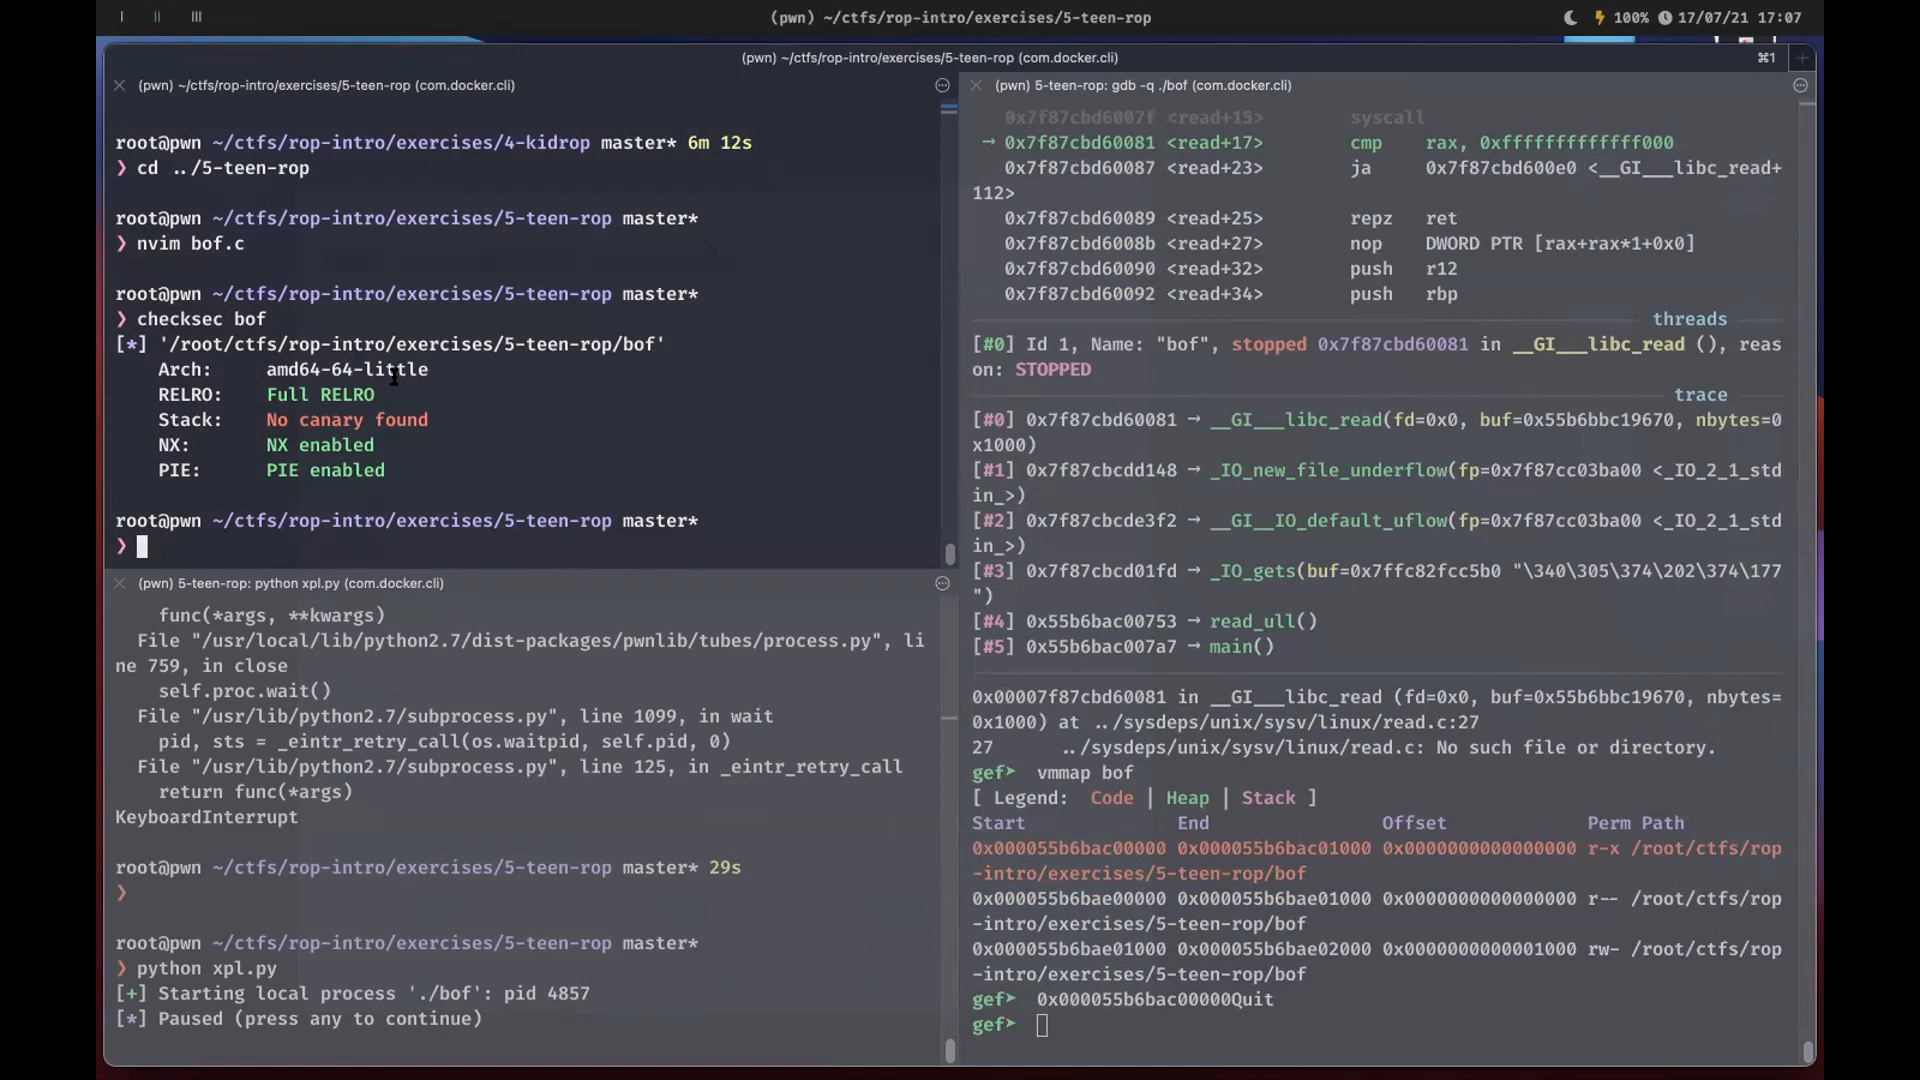 (pwn) ~/ctfs/rop-intro/exercises/5-teen-rop
100% 17/07/21 17:07
(pwn) ~/ctfs/rop-intro/exercises/5-teen-rop (com.docker.cli)
⌘1
(pwn) ~/ctfs/rop-intro/exercises/5-teen-rop (com.docker.cli)
root@pwn ~/ctfs/rop-intro/exercises/4-kidrop master* 6m 12s
❯ cd ../5-teen-rop
root@pwn ~/ctfs/rop-intro/exercises/5-teen-rop master*
❯ nvim bof.c
root@pwn ~/ctfs/rop-intro/exercises/5-teen-rop master*
❯ checksec bof
[*] '/root/ctfs/rop-intro/exercises/5-teen-rop/bof'
Arch: amd64-64-little
RELRO: Full RELRO
Stack: No canary found
NX: NX enabled
PIE: PIE enabled
root@pwn ~/ctfs/rop-intro/exercises/5-teen-rop master*
❯
(pwn) 5-teen-rop: python xpl.py (com.docker.cli)
func(*args, **kwargs)
File "/usr/local/lib/python2.7/dist-packages/pwnlib/tubes/process.py", li
ne 759, in close
self.proc.wait()
File "/usr/lib/python2.7/subprocess.py", line 1099, in wait
pid, sts = _eintr_retry_call(os.waitpid, self.pid, 0)
File "/usr/lib/python2.7/subprocess.py", line 125, in _eintr_retry_call
return func(*args)
KeyboardInterrupt
root@pwn ~/ctfs/rop-intro/exercises/5-teen-rop master* 29s
❯
root@pwn ~/ctfs/rop-intro/exercises/5-teen-rop master*
❯ python xpl.py
[+] Starting local process './bof': pid 4857
[*] Paused (press any to continue)
(pwn) 5-teen-rop: gdb -q ./bof (com.docker.cli)
0x7f87cbd6007f <read+15> syscall
→ 0x7f87cbd60081 <read+17> cmp rax, 0xfffffffffffff000
0x7f87cbd60087 <read+23> ja 0x7f87cbd600e0 <__GI___libc_read+
112>
0x7f87cbd60089 <read+25> repz ret
0x7f87cbd6008b <read+27> nop DWORD PTR [rax+rax*1+0x0]
0x7f87cbd60090 <read+32> push r12
0x7f87cbd60092 <read+34> push rbp
threads
[#0] Id 1, Name: "bof", stopped 0x7f87cbd60081 in __GI___libc_read (), reas
on: STOPPED
trace
[#0] 0x7f87cbd60081 → __GI___libc_read(fd=0x0, buf=0x55b6bbc19670, nbytes=0
x1000)
[#1] 0x7f87cbcdd148 → _IO_new_file_underflow(fp=0x7f87cc03ba00 <_IO_2_1_std
in_>)
[#2] 0x7f87cbcde3f2 → __GI__IO_default_uflow(fp=0x7f87cc03ba00 <_IO_2_1_std
in_>)
[#3] 0x7f87cbcd01fd → _IO_gets(buf=0x7ffc82fcc5b0 "\340\305\374\202\374\177
")
[#4] 0x55b6bac00753 → read_ull()
[#5] 0x55b6bac007a7 → main()
0x00007f87cbd60081 in __GI___libc_read (fd=0x0, buf=0x55b6bbc19670, nbytes=
0x1000) at ../sysdeps/unix/sysv/linux/read.c:27
27 ../sysdeps/unix/sysv/linux/read.c: No such file or directory.
gef➤ vmmap bof
[ Legend: Code | Heap | Stack ]
Start End Offset Perm Path
0x000055b6bac00000 0x000055b6bac01000 0x0000000000000000 r-x /root/ctfs/rop
-intro/exercises/5-teen-rop/bof
0x000055b6bae00000 0x000055b6bae01000 0x0000000000000000 r-- /root/ctfs/rop
-intro/exercises/5-teen-rop/bof
0x000055b6bae01000 0x000055b6bae02000 0x0000000000001000 rw- /root/ctfs/rop
-intro/exercises/5-teen-rop/bof
gef➤ 0x000055b6bac00000Quit
gef➤